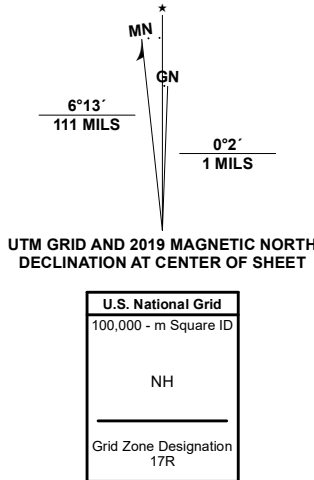 MN
GN
6°13´
111 MILS
0°2´
1 MILS
UTM GRID AND 2019 MAGNETIC NORTH
DECLINATION AT CENTER OF SHEET
U.S. National Grid
100,000 - m Square ID
NH
Grid Zone Designation
17R